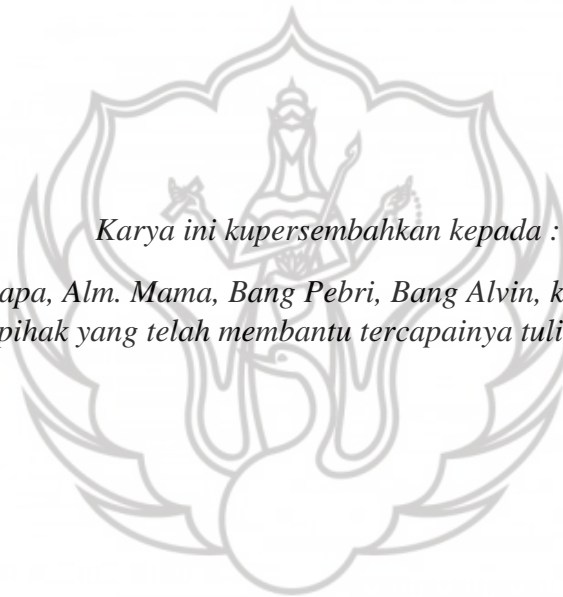 Karya ini kupersembahkan kepada :
apa, Alm. Mama, Bang Pebri, Bang Alvin, k
pihak yang telah membantu tercapainya tuli